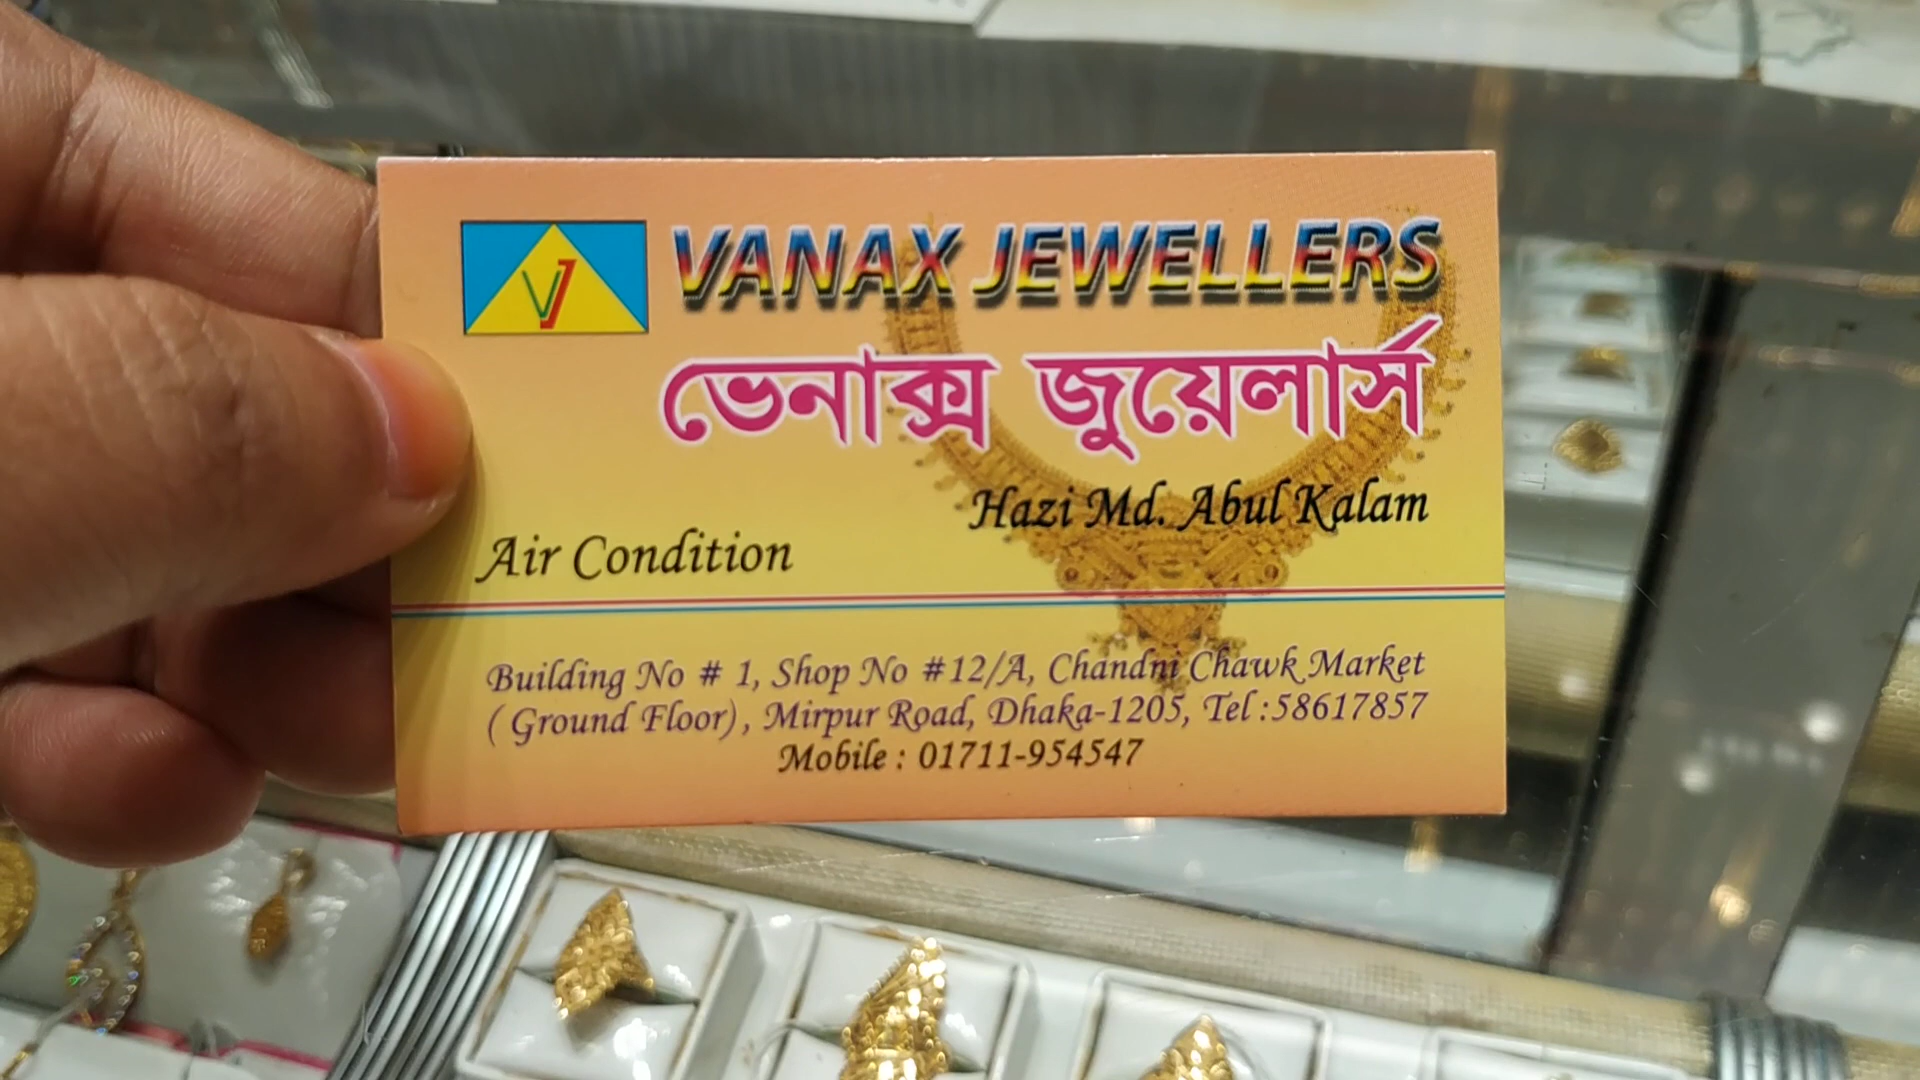 VJ
VANAX JEWELLERS
ভেনাক্স জুয়েলার্স
Hazi Md. Abul Kalam
Air Condition
Building No # 1, Shop No #12/A, Chandni Chawk Market
( Ground Floor), Mirpur Road, Dhaka-1205, Tel :58617857
Mobile : 01711-954547